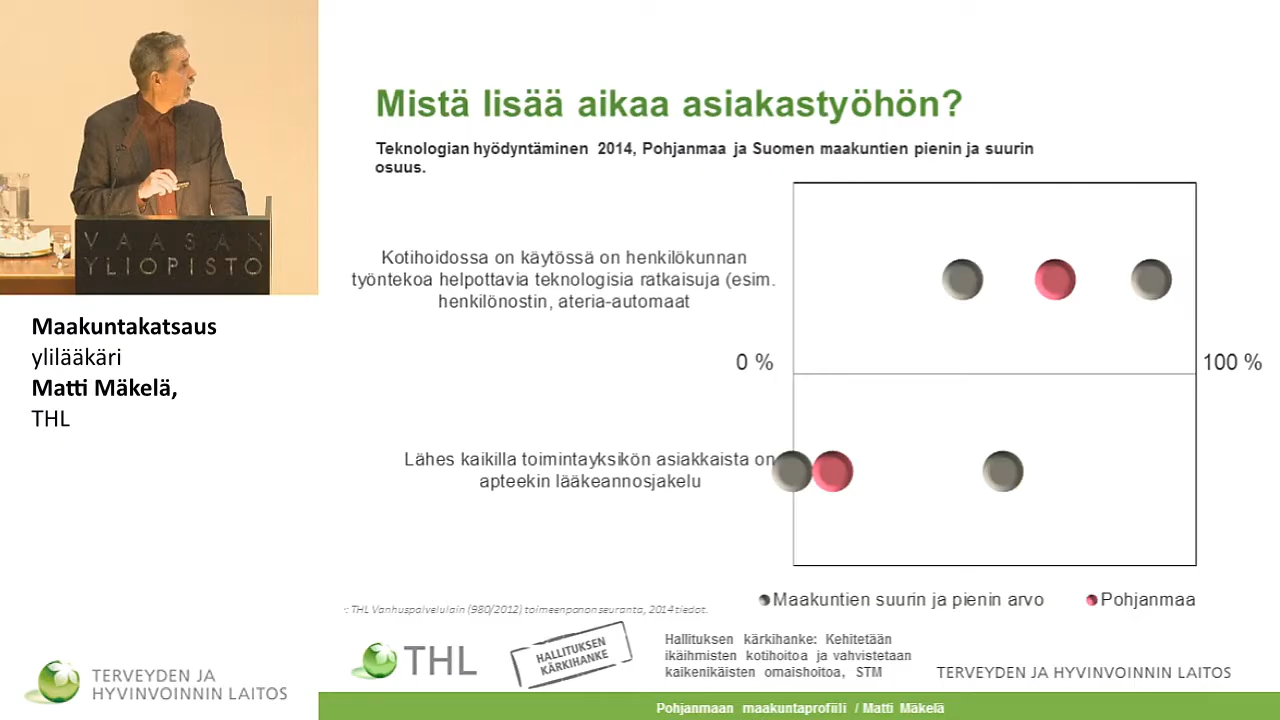 VAASAN
YLIOPISTO
Maakuntakatsaus
ylilääkäri
Matti Mäkelä,
THL
TERVEYDEN JA
HYVINVOINNIN LAITOS
Mistä lisää aikaa asiakastyöhön?
Teknologian hyödyntäminen 2014, Pohjanmaa ja Suomen maakuntien pienin ja suurin
osuus.
Kotihoidossa on käytössä on henkilökunnan
työntekoa helpottavia teknologisia ratkaisuja (esim.
henkilönostin, ateria-automaat
0 %
100 %
Lähes kaikilla toimintayksikön asiakkaista on
apteekin lääkeannosjakelu
Maakuntien suurin ja pienin arvo
Pohjanmaa
: THL Vanhuspalvelulain (980/2012) toimeenpanon seuranta, 2014 tiedot.
THL
HALLITUKSEN
KÄRKIHANKE
Hallituksen kärkihanke: Kehitetään
ikäihmisten kotihoitoa ja vahvistetaan
kaikenikäisten omaishoitoa, STM
TERVEYDEN JA HYVINVOINNIN LAITOS
Pohjanmaan maakuntaprofiili / Matti Mäkelä